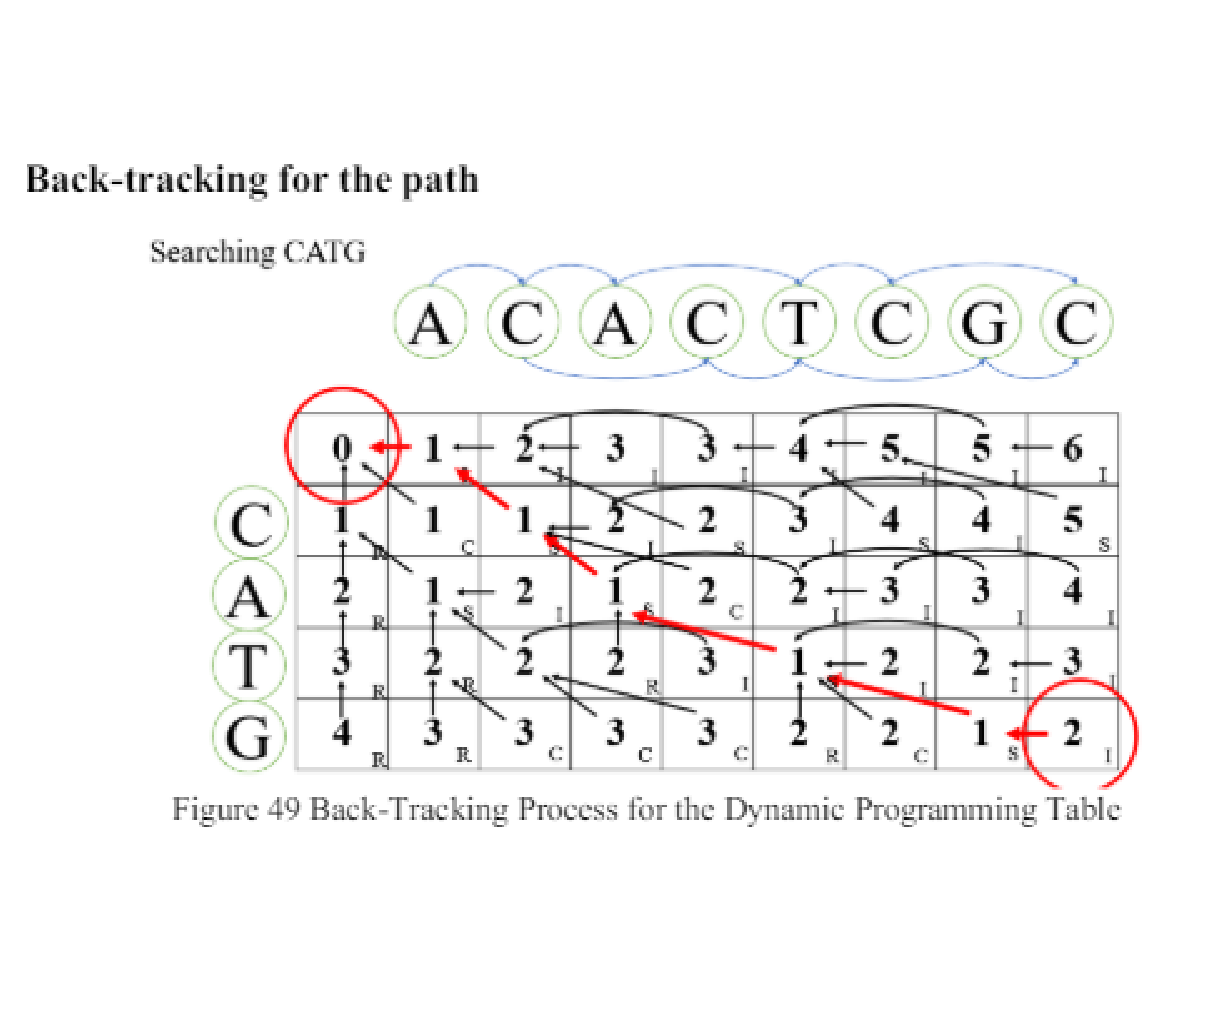 Back-tracking for the path
Searching CATG
A C A C T C G C
0 1 2 3 3 4 5 5 6
I I I I I I I
C 1 1 1 2 2 3 4 4 5
R C S I S I S I S
A 2 1 2 1 2 2 3 3 4
R S I S C I I I I
T 3 2 2 2 3 1 2 2 3
R R R I I I I
G 4 3 3 3 3 2 2 1 2
R R C C C R C S I
Figure 49 Back-Tracking Process for the Dynamic Programming Table